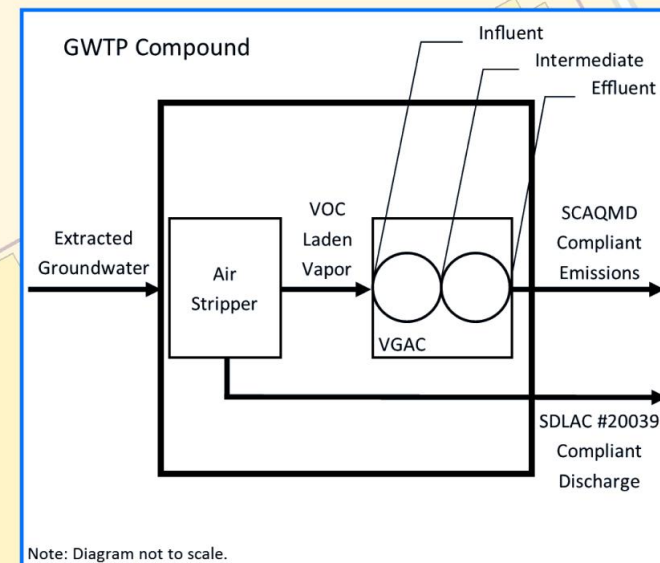 GWTP Compound
Influent
Intermediate
Effluent
Extracted
Groundwater
Air
Stripper
VOC
Laden
Vapor
VGAC
SCAQMD
Compliant
Emissions
SDLAC #20039
Compliant
Discharge
Note: Diagram not to scale.